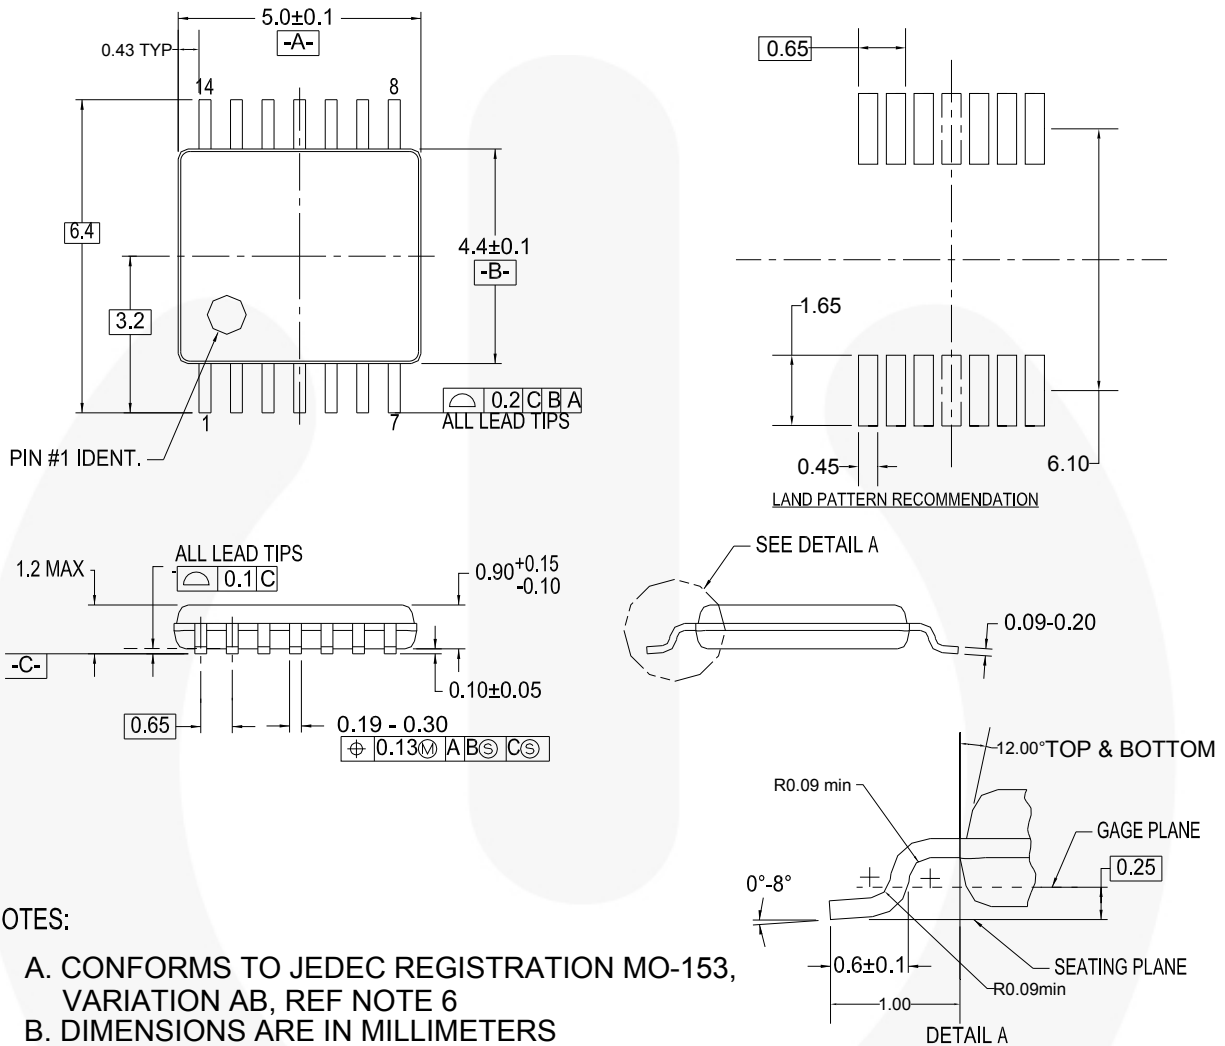 5.0±0.1
-A-
0.43 TYP
14
8
6.4
3.2
4.4±0.1
-B-
1
7
0.2 C B A
ALL LEAD TIPS
PIN #1 IDENT.
0.65
1.65
0.45
6.10
LAND PATTERN RECOMMENDATION
ALL LEAD TIPS
0.1 C
1.2 MAX
0.90 +0.15
-0.10
-C-
0.10±0.05
0.65
0.19 - 0.30
⌖ 0.13Ⓜ A BⓈ CⓈ
SEE DETAIL A
0.09-0.20
12.00° TOP & BOTTOM
R0.09 min
GAGE PLANE
0.25
0°-8°
0.6±0.1
SEATING PLANE
R0.09min
1.00
DETAIL A
OTES:
A. CONFORMS TO JEDEC REGISTRATION MO-153,
VARIATION AB, REF NOTE 6
B. DIMENSIONS ARE IN MILLIMETERS